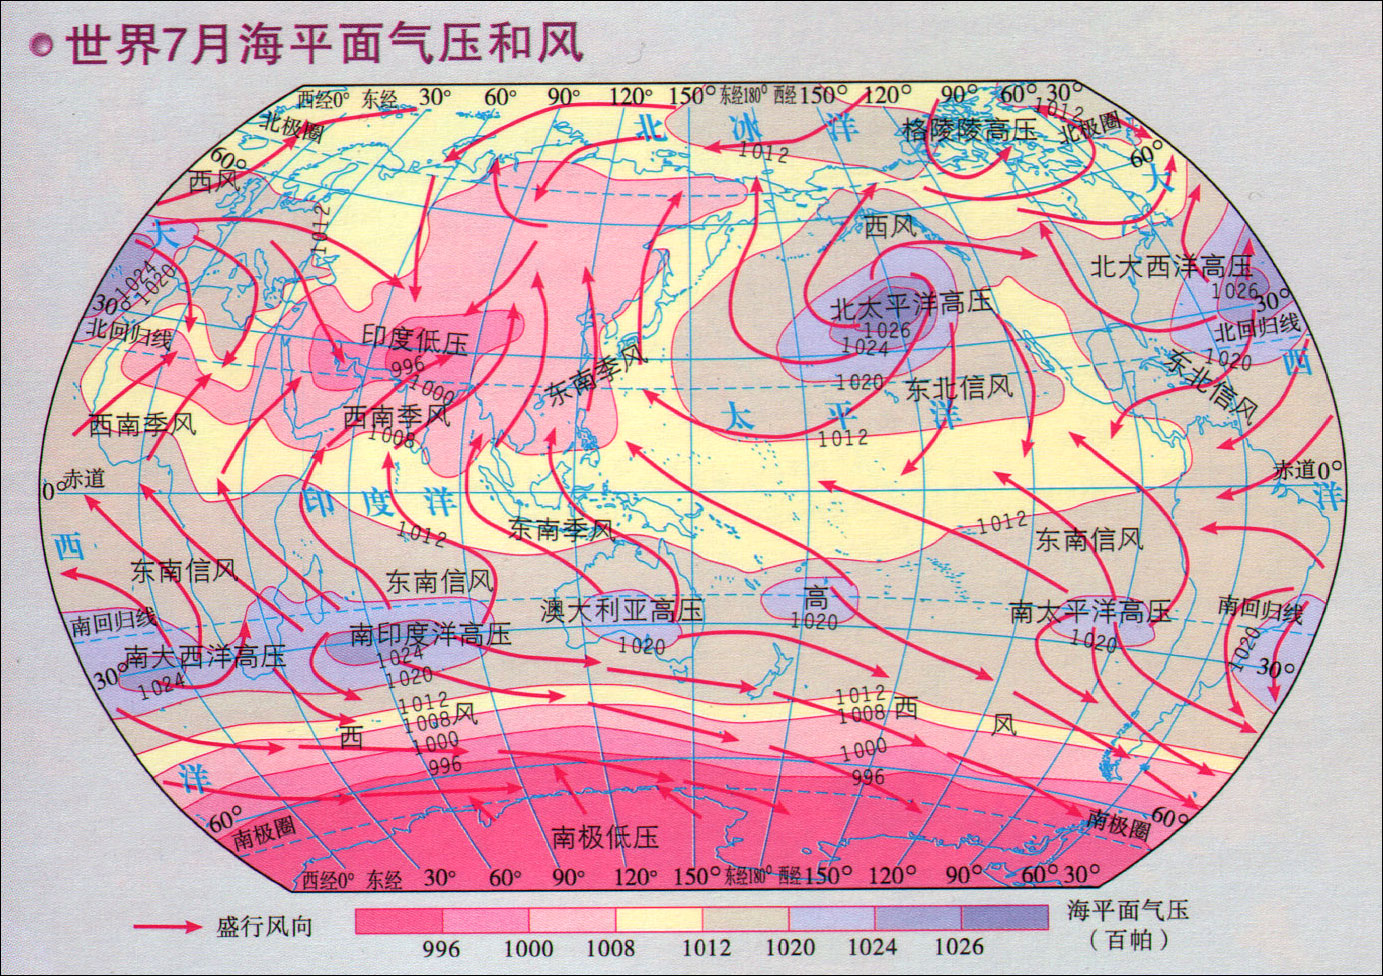 世界7月海平面气压和风
西经0° 东经 30° 60° 90° 120° 150° 东经180° 西经 150° 120° 90° 60° 30°
1012
北极圈
北冰洋
格陵陵高压
北极圈
1012
60°
60°
西风
大
大
1012
西风
1024
1020
北大西洋高压
1026
30°
30°
北太平洋高压
1026
1024
1020
北回归线
北回归线
印度低压
996
1000
1008
东南季风
东北信风
东北信风
1020
西
西南季风
西南季风
太平洋
1012
0° 赤道
赤道 0°
印度洋
洋
1012
东南季风
1012
东南信风
西
东南信风
东南信风
南回归线
澳大利亚高压
1020
高
1020
南太平洋高压
1020
南回归线
1020
南印度洋高压
1024
1020
南大西洋高压
1024
30°
30°
1012
1008
1000
996
西风
1012
1008
1000
996
西风
洋
60°
60°
南极圈
南极圈
南极低压
西经0° 东经 30° 60° 90° 120° 150° 东经180° 西经 150° 120° 90° 60° 30°
盛行风向
996 1000 1008 1012 1020 1024 1026
海平面气压
（百帕）